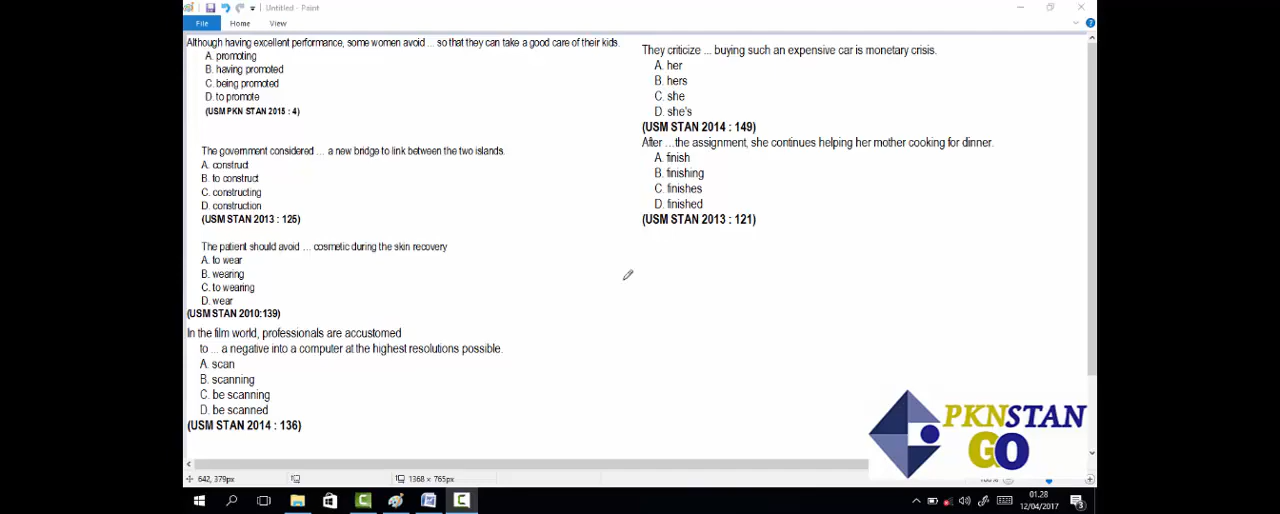 Untitled - Paint
File Home View
Although having excellent performance, some women avoid ... so that they can take a good care of their kids.
A. promoting
B. having promoted
C. being promoted
D. to promote
(USM PKN STAN 2015 : 4)
The government considered ... a new bridge to link between the two islands.
A. construct
B. to construct
C. constructing
D. construction
(USM STAN 2013 : 125)
The patient should avoid ... cosmetic during the skin recovery
A. to wear
B. wearing
C. to wearing
D. wear
(USM STAN 2010:139)
In the film world, professionals are accustomed
to ... a negative into a computer at the highest resolutions possible.
A. scan
B. scanning
C. be scanning
D. be scanned
(USM STAN 2014 : 136)
They criticize ... buying such an expensive car is monetary crisis.
A. her
B. hers
C. she
D. she's
(USM STAN 2014 : 149)
After ...the assignment, she continues helping her mother cooking for dinner.
A. finish
B. finishing
C. finishes
D. finished
(USM STAN 2013 : 121)
PKNSTAN
GO
642, 379px
1368 × 765px
01.28
12/04/2017